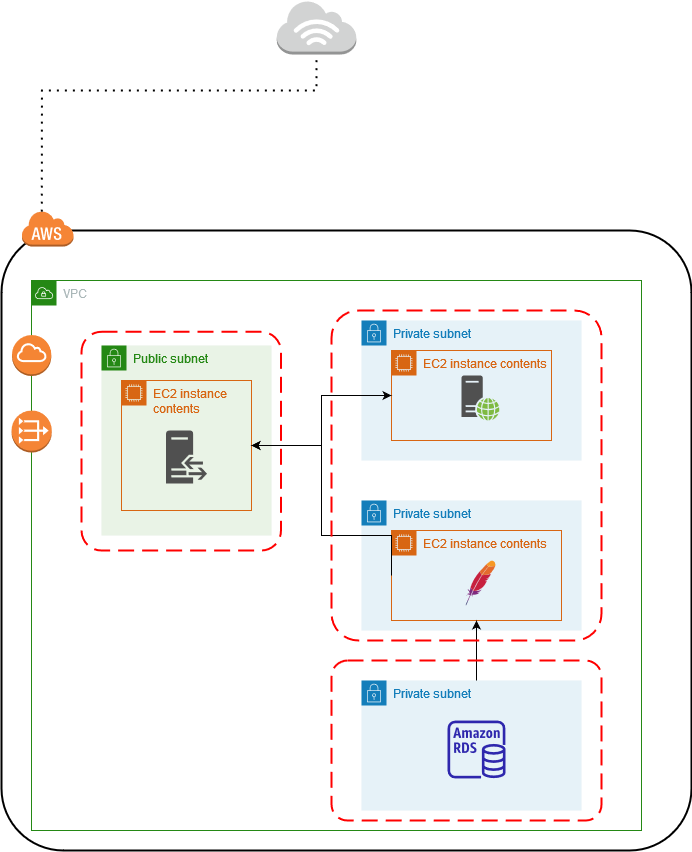 AWS
VPC
Public subnet
EC2 instance
contents
Private subnet
EC2 instance contents
Private subnet
EC2 instance contents
Private subnet
Amazon
RDS